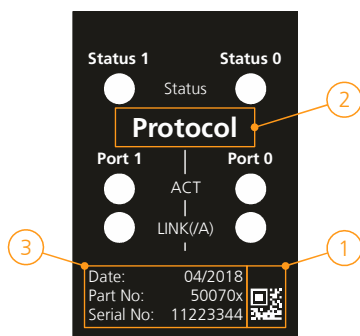 Status 1 Status 0
Status
2
Protocol
Port 1 Port 0
ACT
LINK(/A)
3 1
Date: 04/2018
Part No: 50070x
Serial No: 11223344